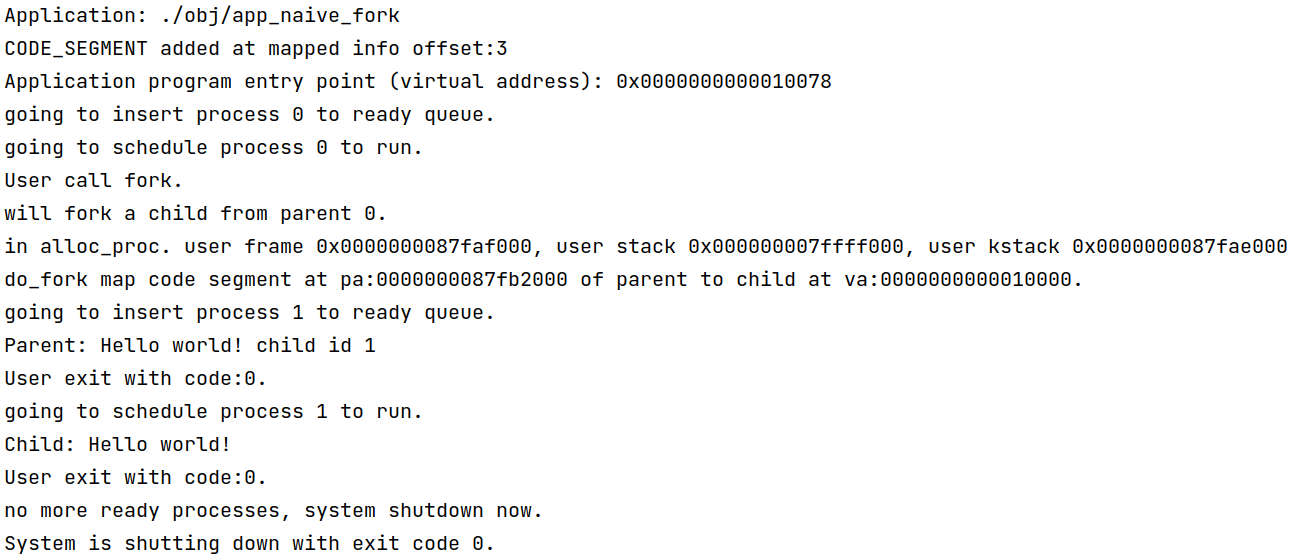 Application: ./obj/app_naive_fork
CODE_SEGMENT added at mapped info offset:3
Application program entry point (virtual address): 0x0000000000010078
going to insert process 0 to ready queue.
going to schedule process 0 to run.
User call fork.
will fork a child from parent 0.
in alloc_proc. user frame 0x0000000087faf000, user stack 0x000000007ffff000, user kstack 0x0000000087fae000
do_fork map code segment at pa:0000000087fb2000 of parent to child at va:0000000000010000.
going to insert process 1 to ready queue.
Parent: Hello world! child id 1
User exit with code:0.
going to schedule process 1 to run.
Child: Hello world!
User exit with code:0.
no more ready processes, system shutdown now.
System is shutting down with exit code 0.